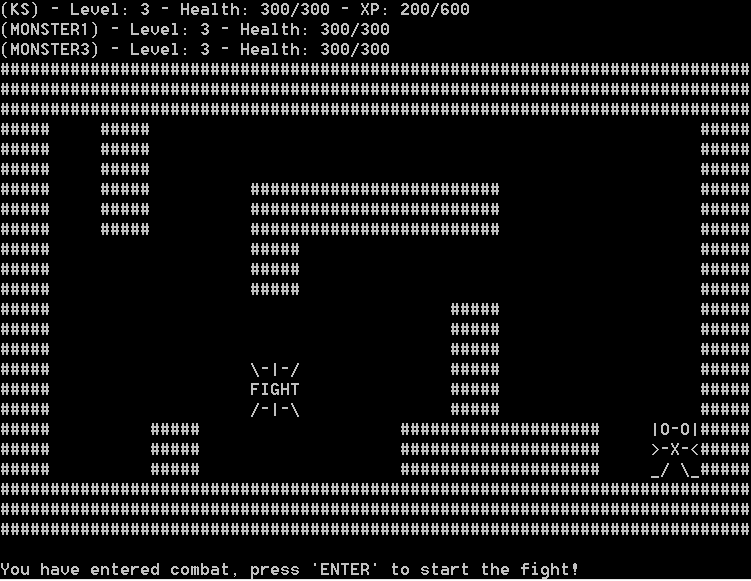 (KS) - Level: 3 - Health: 300/300 - XP: 200/600
(MONSTER1) - Level: 3 - Health: 300/300
(MONSTER3) - Level: 3 - Health: 300/300
###########################################################################
###########################################################################
###########################################################################
#####     #####                                                       #####
#####     #####                                                       #####
#####     #####                                                       #####
#####     #####          #########################                    #####
#####     #####          #########################                    #####
#####     #####          #########################                    #####
#####                    #####                                        #####
#####                    #####                                        #####
#####                    #####                                        #####
#####                                        #####                    #####
#####                                        #####                    #####
#####                                        #####                    #####
#####                    \-|-/               #####                    #####
#####                    FIGHT               #####                    #####
#####                    /-|-\               #####                    #####
#####          #####                    ####################     |O-O|#####
#####          #####                    ####################     >-X-<#####
#####          #####                    ####################     _/ \_#####
###########################################################################
###########################################################################
###########################################################################
You have entered combat, press 'ENTER' to start the fight!